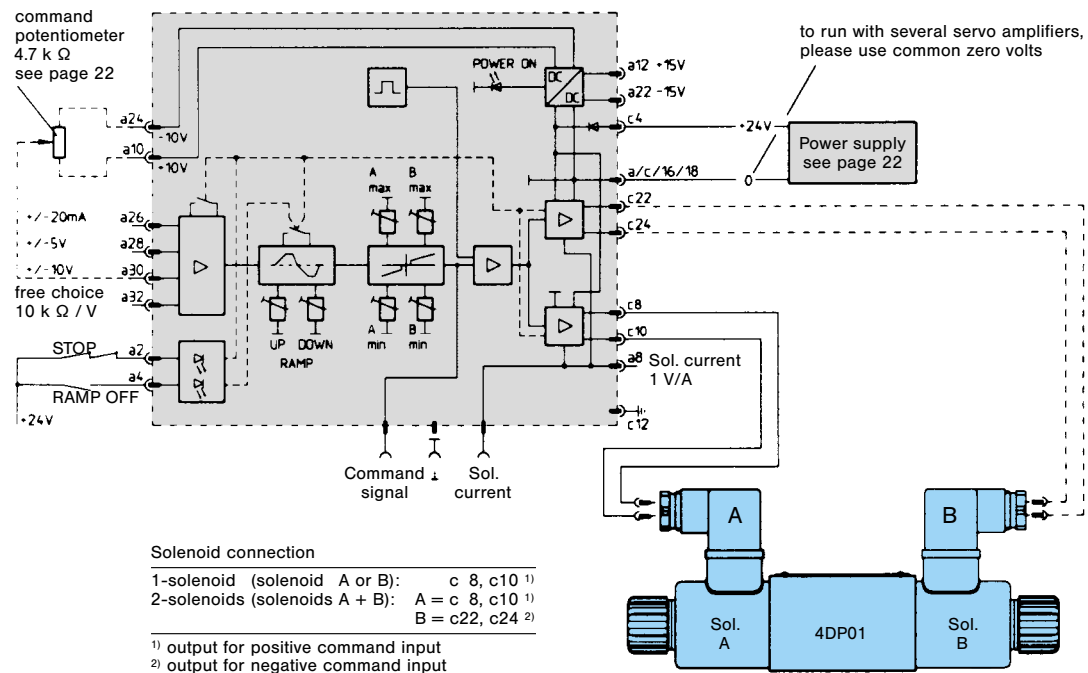 command
potentiometer
4.7 k Ω
see page 22
to run with several servo amplifiers,
please use common zero volts
POWER ON
DC
DC
a12 +15V
a22 -15V
c4
+24V
Power supply
see page 22
a24
-10V
a10
+10V
a/c/16/18
0
A
max
B
max
c22
c24
+/-20mA
a26
+/-5V
a28
+/-10V
a30
free choice
10 k Ω / V
a32
UP
DOWN
RAMP
A
min
B
min
c8
c10
STOP
a2
a4
RAMP OFF
+24V
a8
Sol. current
1 V/A
c12
Command
signal
Sol.
current
A
B
Sol.
A
4DP01
Sol.
B
Solenoid connection
1-solenoid (solenoid A or B): c 8, c10 1)
2-solenoids (solenoids A + B): A = c 8, c10 1)
B = c22, c24 2)
1) output for positive command input
2) output for negative command input